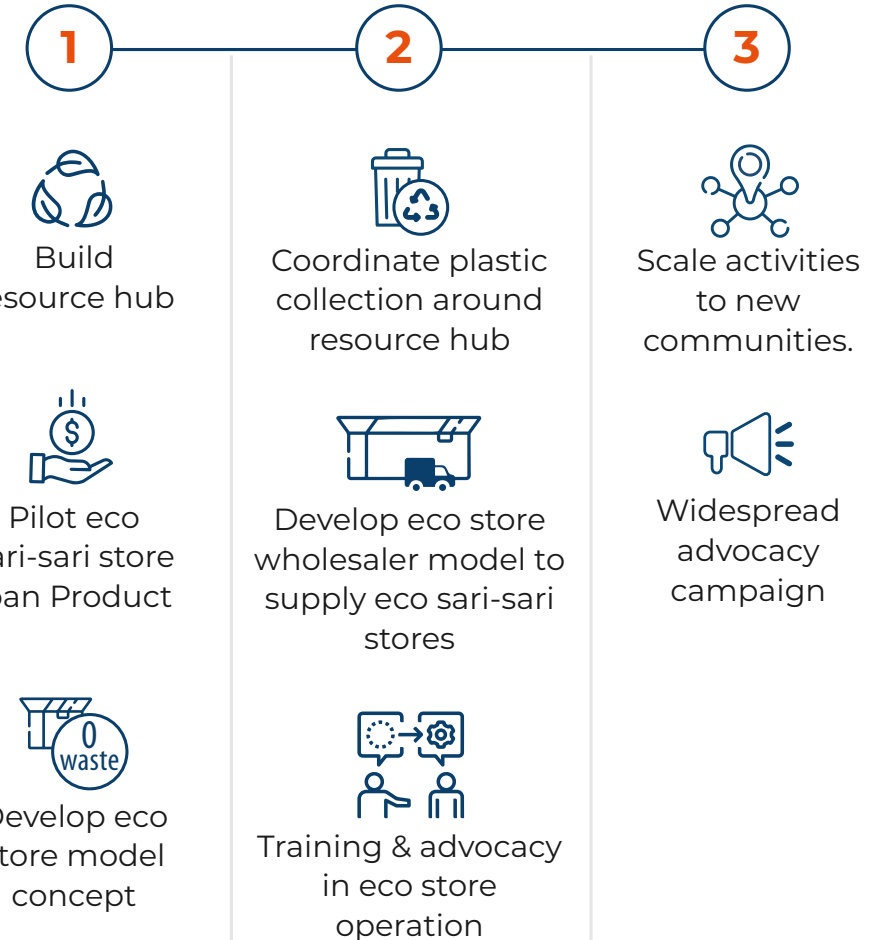 1
Build
esource hub
Pilot eco
ari-sari store
oan Product
0
waste
Develop eco
tore model
concept
2
Coordinate plastic
collection around
resource hub
$
Develop eco store
wholesaler model to
supply eco sari-sari
stores
Training & advocacy
in eco store
operation
3
Scale activities
to new
communities.
Widespread
advocacy
campaign